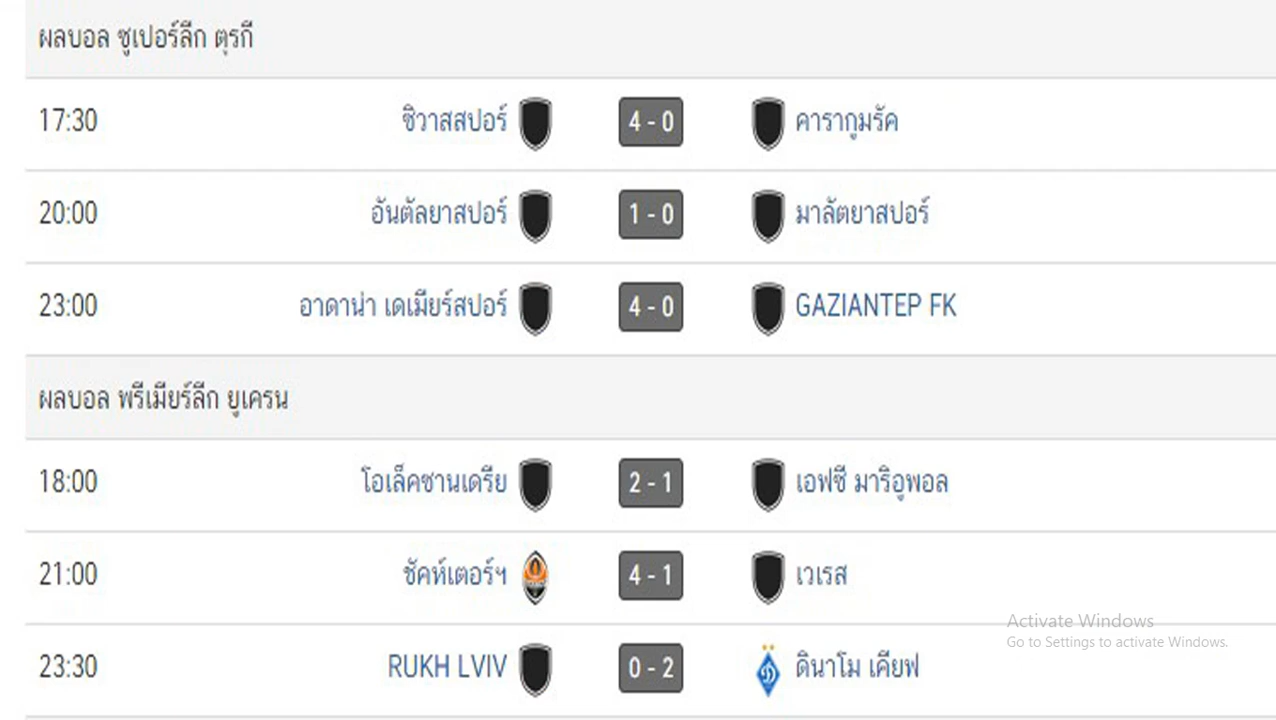 ผลบอล ซูเปอร์ลีก ตุรกี
17:30 ซิวาสสปอร์ 4 - 0 คารากูมรัค
20:00 อันตัลยาสปอร์ 1 - 0 มาลัตยาสปอร์
23:00 อาดาน่า เดเมียร์สปอร์ 4 - 0 GAZIANTEP FK
ผลบอล พรีเมียร์ลีก ยูเครน
18:00 โอเล็คซานเดรีย 2 - 1 เอฟซี มาริอูพอล
21:00 ชัคห์เตอร์ฯ 4 - 1 เวเรส
Activate Windows
Go to Settings to activate Windows.
23:30 RUKH LVIV 0 - 2 ดินาโม เคียฟ